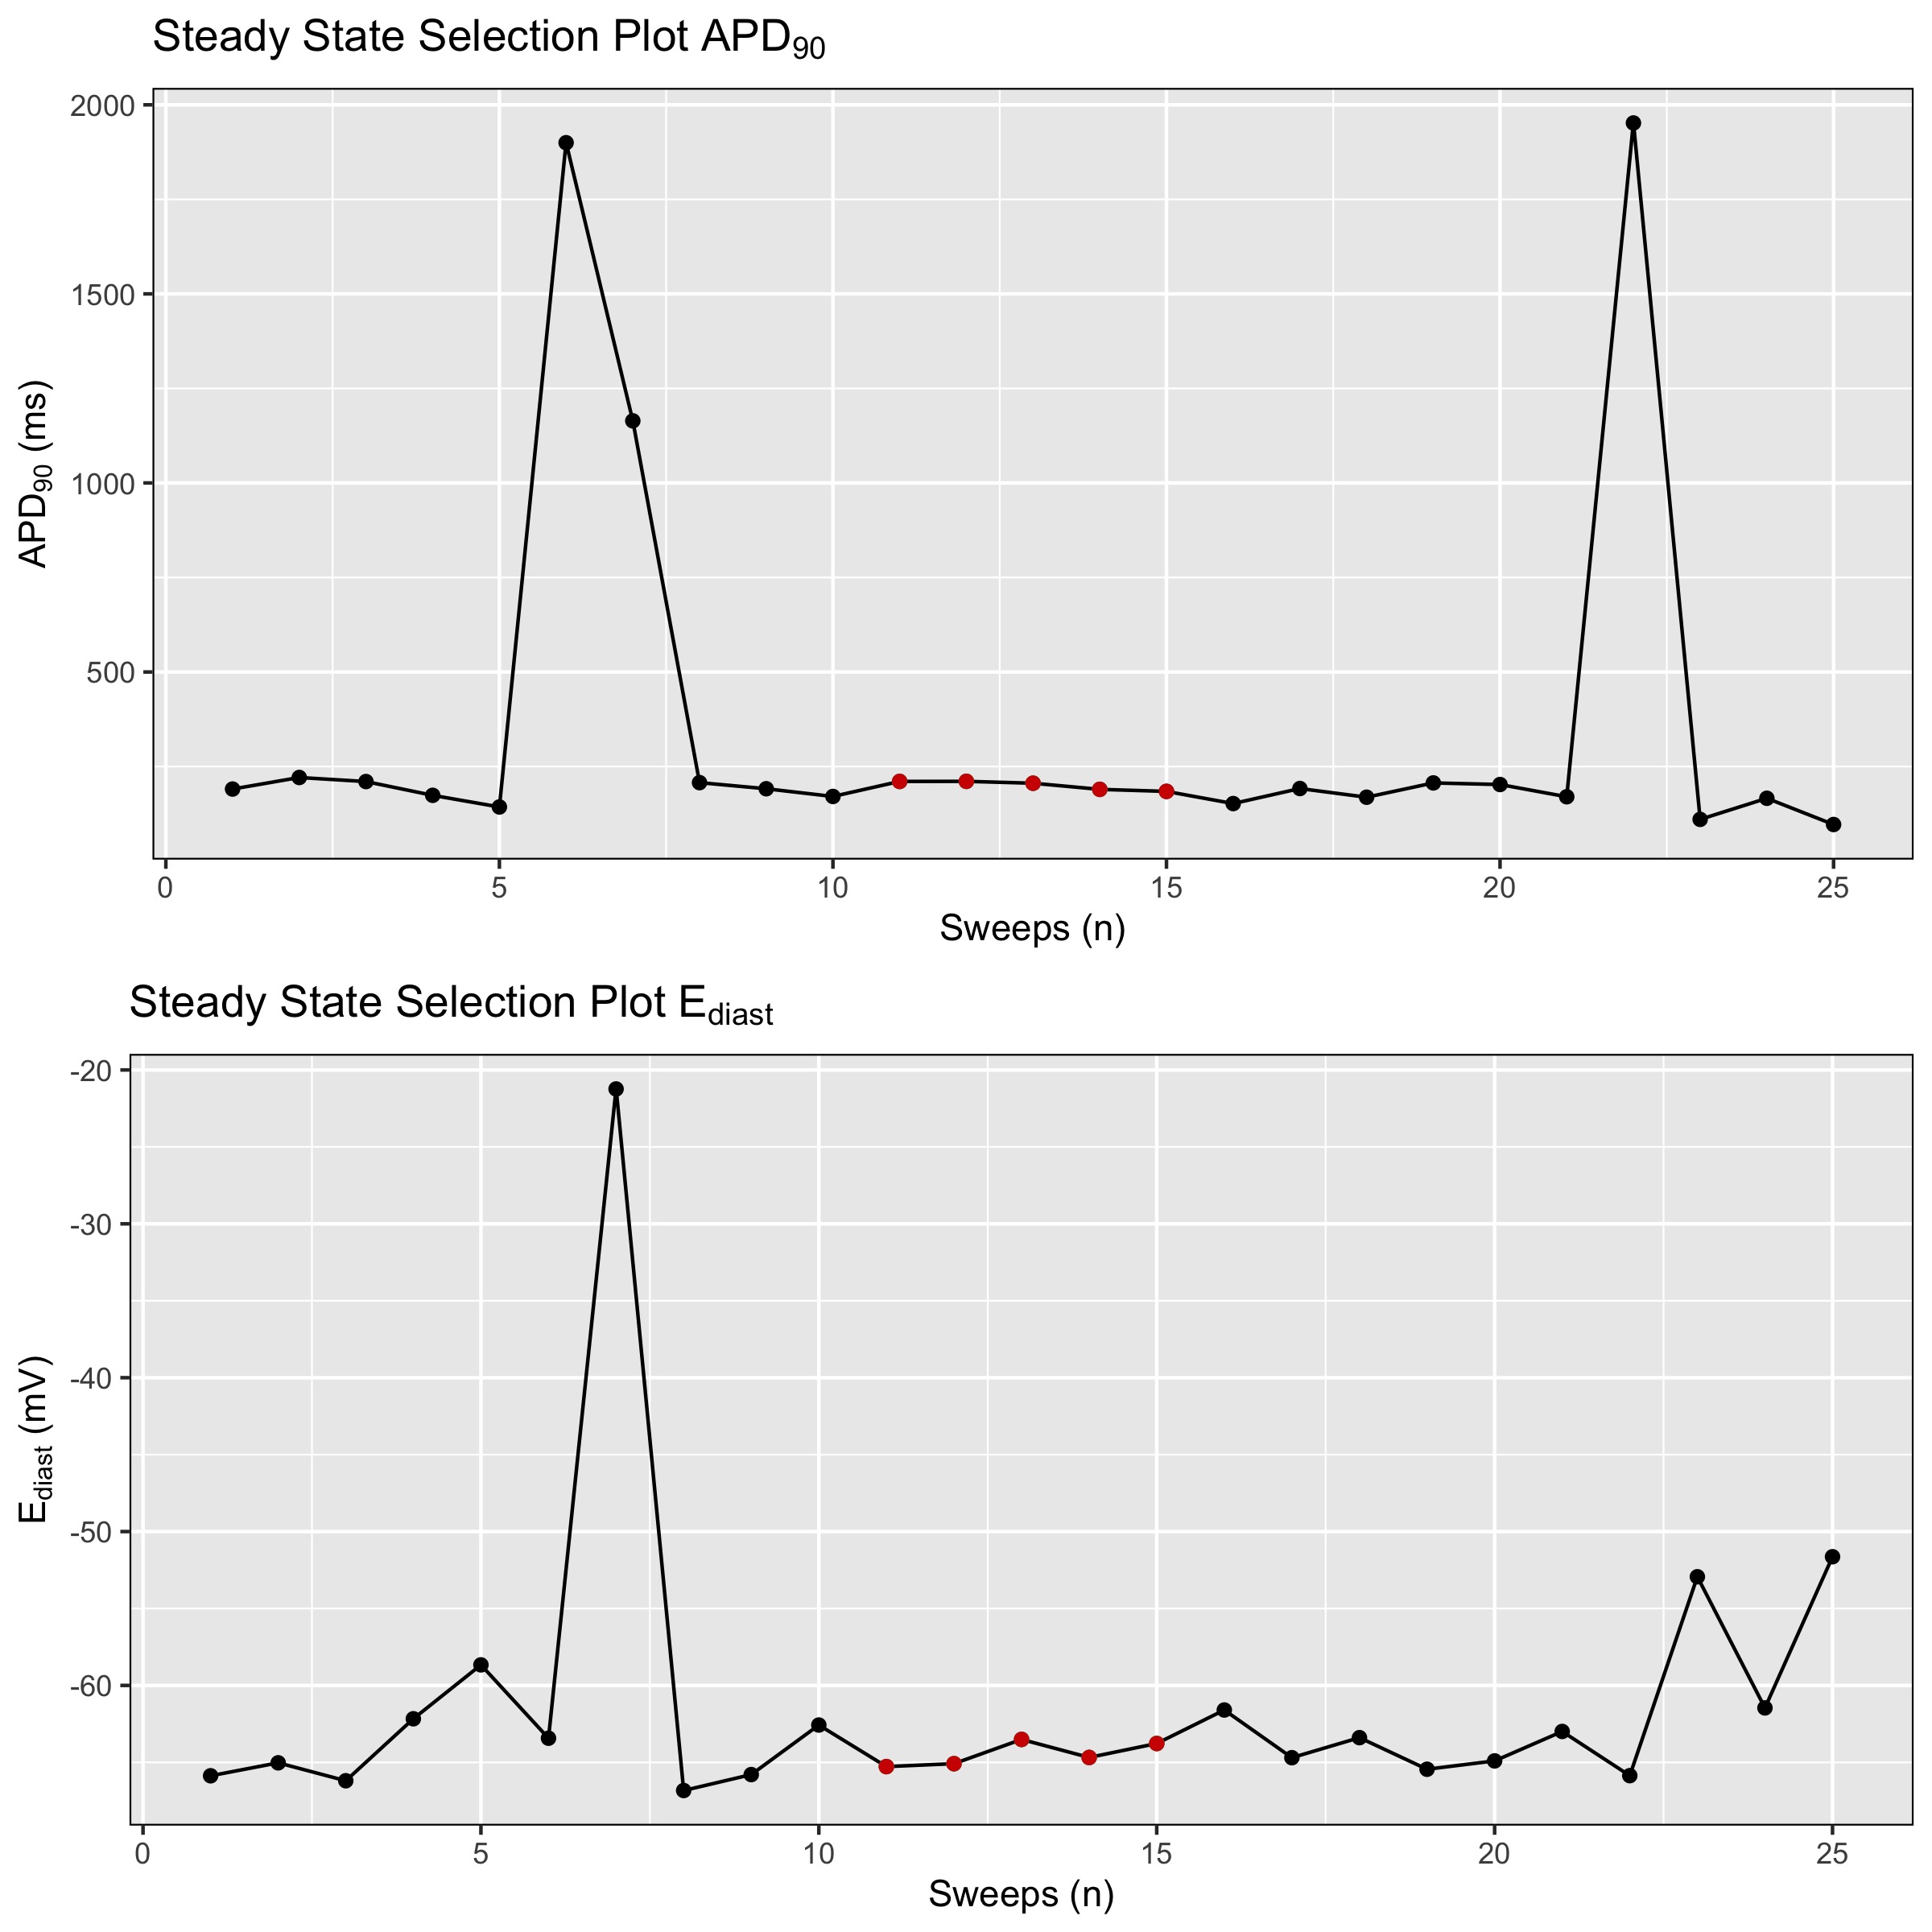 Steady State Selection Plot APD90
2000
1500
1000
500
APD90 (ms)
0 5 10 15 20 25
Sweeps (n)
Steady State Selection Plot Ediast
-20
-30
-40
-50
-60
Ediast (mV)
0 5 10 15 20 25
Sweeps (n)